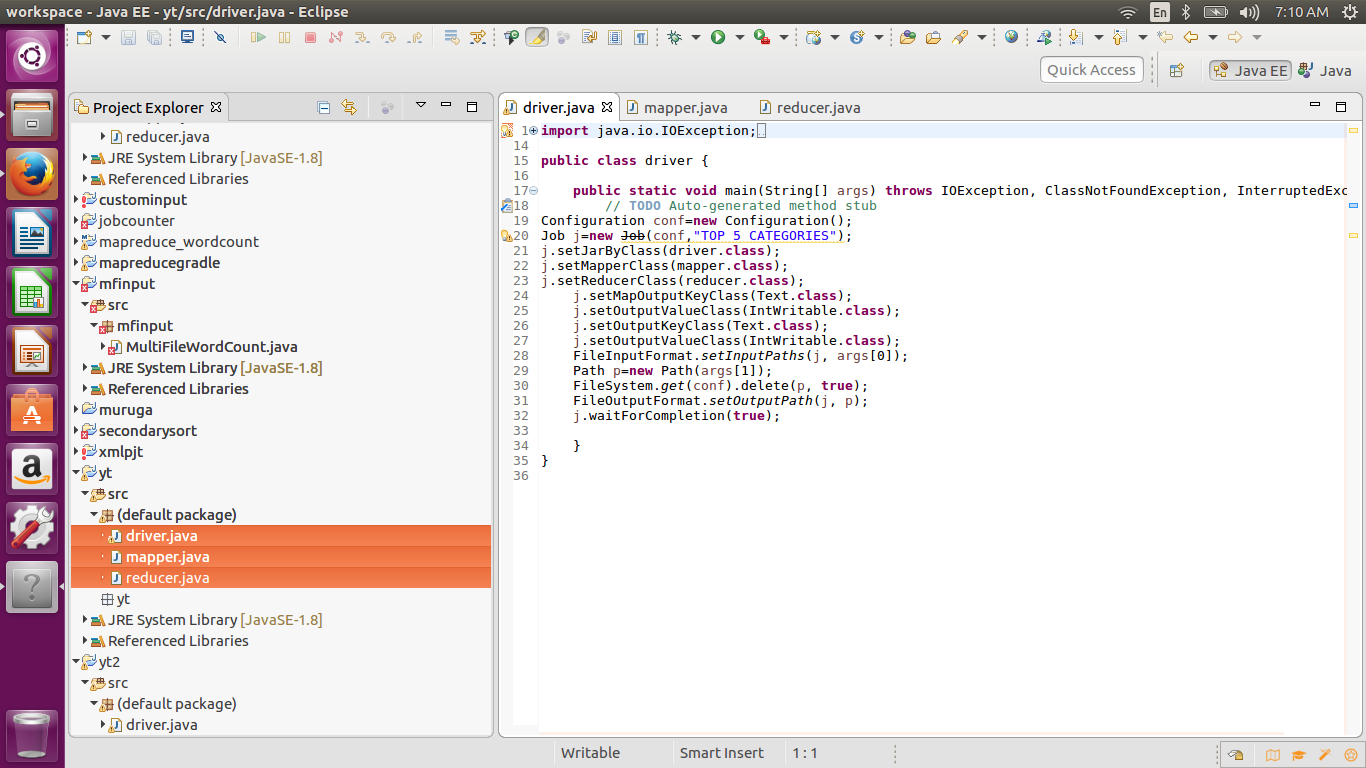 workspace - Java EE - yt/src/driver.java - Eclipse
En
7:10 AM
Quick Access
Java EE
Java
Project Explorer
reducer.java
JRE System Library [JavaSE-1.8]
Referenced Libraries
custominput
jobcounter
mapreduce_wordcount
mapreducegradle
mfinput
src
mfinput
MultiFileWordCount.java
JRE System Library [JavaSE-1.8]
Referenced Libraries
muruga
secondarysort
xmlpjt
yt
src
(default package)
driver.java
mapper.java
reducer.java
yt
JRE System Library [JavaSE-1.8]
Referenced Libraries
yt2
src
(default package)
driver.java
driver.java
mapper.java
reducer.java
1 import java.io.IOException;
14
15 public class driver {
16
17 public static void main(String[] args) throws IOException, ClassNotFoundException, InterruptedExc
18 // TODO Auto-generated method stub
19 Configuration conf=new Configuration();
20 Job j=new Job(conf,"TOP 5 CATEGORIES");
21 j.setJarByClass(driver.class);
22 j.setMapperClass(mapper.class);
23 j.setReducerClass(reducer.class);
24 j.setMapOutputKeyClass(Text.class);
25 j.setOutputValueClass(IntWritable.class);
26 j.setOutputKeyClass(Text.class);
27 j.setOutputValueClass(IntWritable.class);
28 FileInputFormat.setInputPaths(j, args[0]);
29 Path p=new Path(args[1]);
30 FileSystem.get(conf).delete(p, true);
31 FileOutputFormat.setOutputPath(j, p);
32 j.waitForCompletion(true);
33
34 }
35 }
36
Writable
Smart Insert
1 : 1